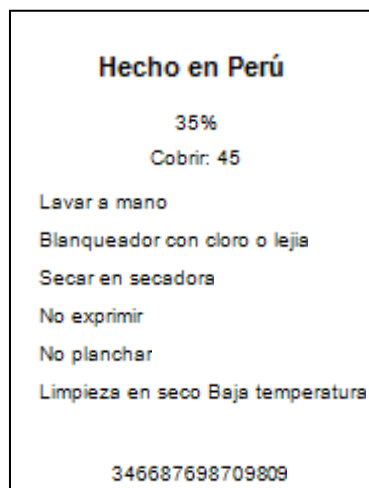 Hecho en Perú
35%
Cobrir: 45
Lavar a mano
Blanqueador con cloro o lejia
Secar en secadora
No exprimir
No planchar
Limpieza en seco Baja temperatura
346687698709809